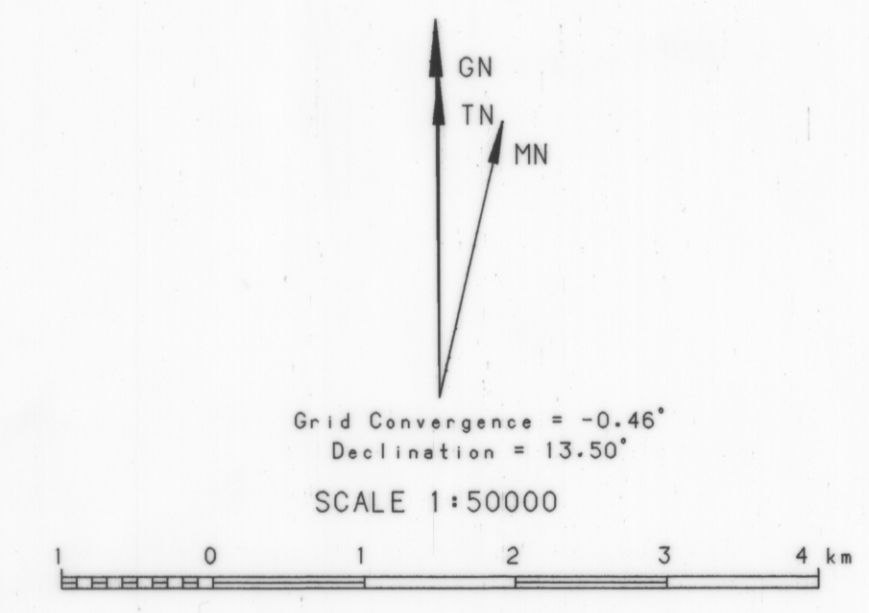 GN
TN
MN
Grid Convergence = -0.46°
Declination = 13.50°
SCALE 1:50000
1 0 1 2 3 4 km